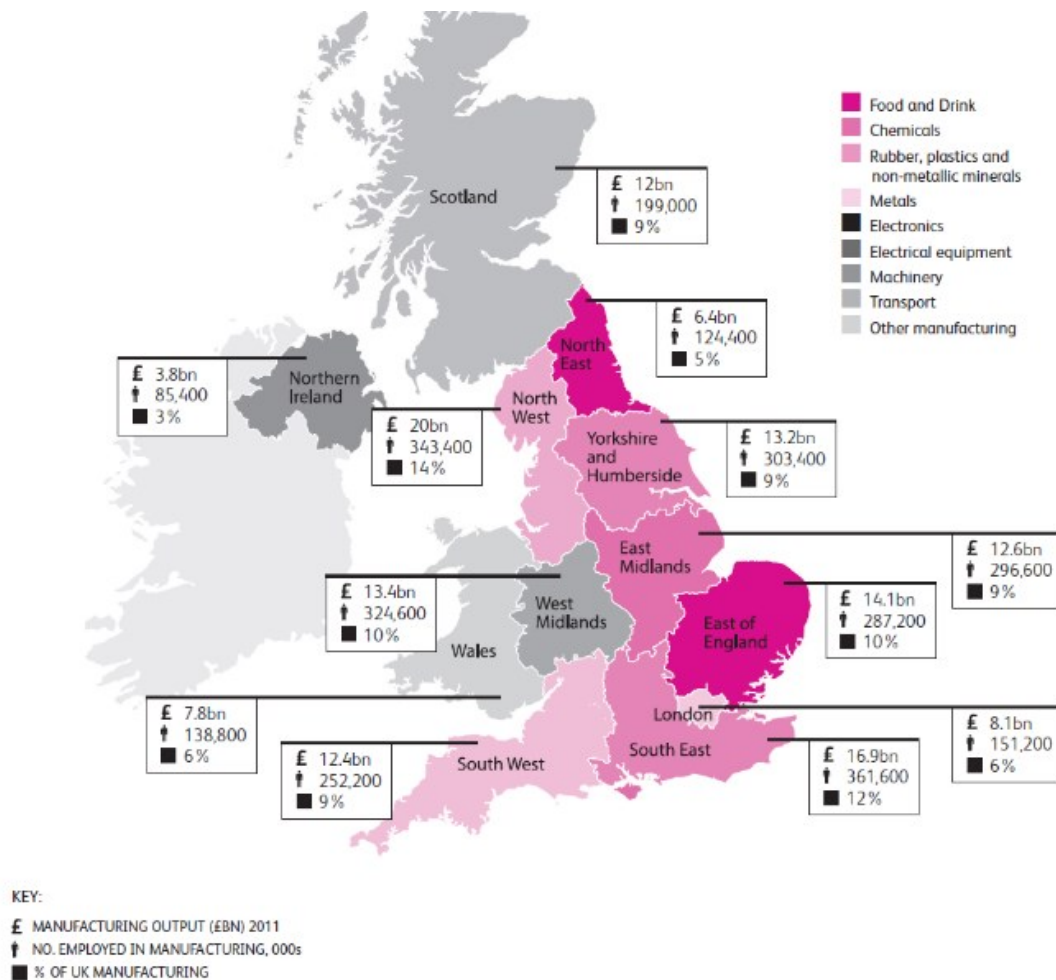 Food and Drink
Chemicals
Rubber, plastics and
non-metallic minerals
Metals
Electronics
Electrical equipment
Machinery
Transport
Other manufacturing
Scotland
£ 12bn
199,000
9%
£ 6.4bn
124,400
5%
North
East
£ 3.8bn
85,400
3%
Northern
Ireland
North
West
£ 20bn
343,400
14%
Yorkshire
and
Humberside
£ 13.2bn
303,400
9%
East
Midlands
£ 12.6bn
296,600
9%
£ 13.4bn
324,600
10%
West
Midlands
East of
England
£ 14.1bn
287,200
10%
Wales
£ 7.8bn
138,800
6%
London
£ 8.1bn
151,200
6%
South West
£ 12.4bn
252,200
9%
South East
£ 16.9bn
361,600
12%
KEY:
£ MANUFACTURING OUTPUT (£BN) 2011
NO. EMPLOYED IN MANUFACTURING, 000s
% OF UK MANUFACTURING